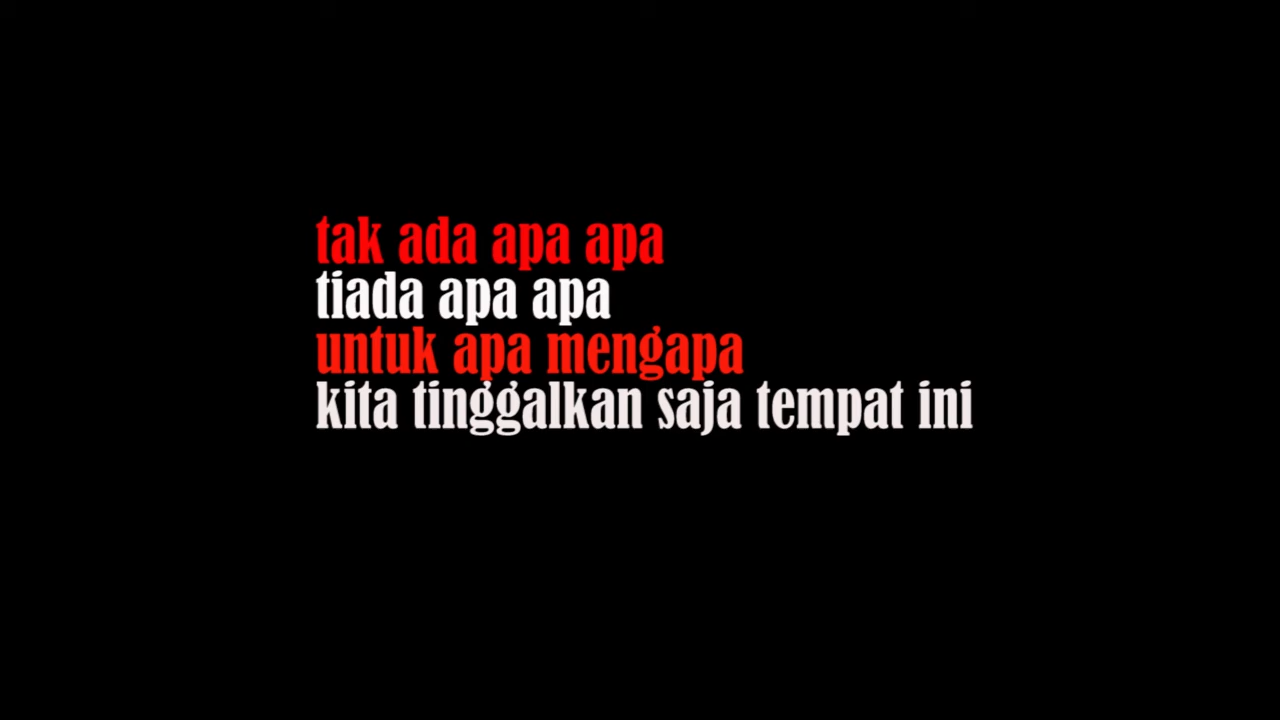 tak ada apa apa
tiada apa apa
untuk apa mengapa
kita tinggalkan saja tempat ini